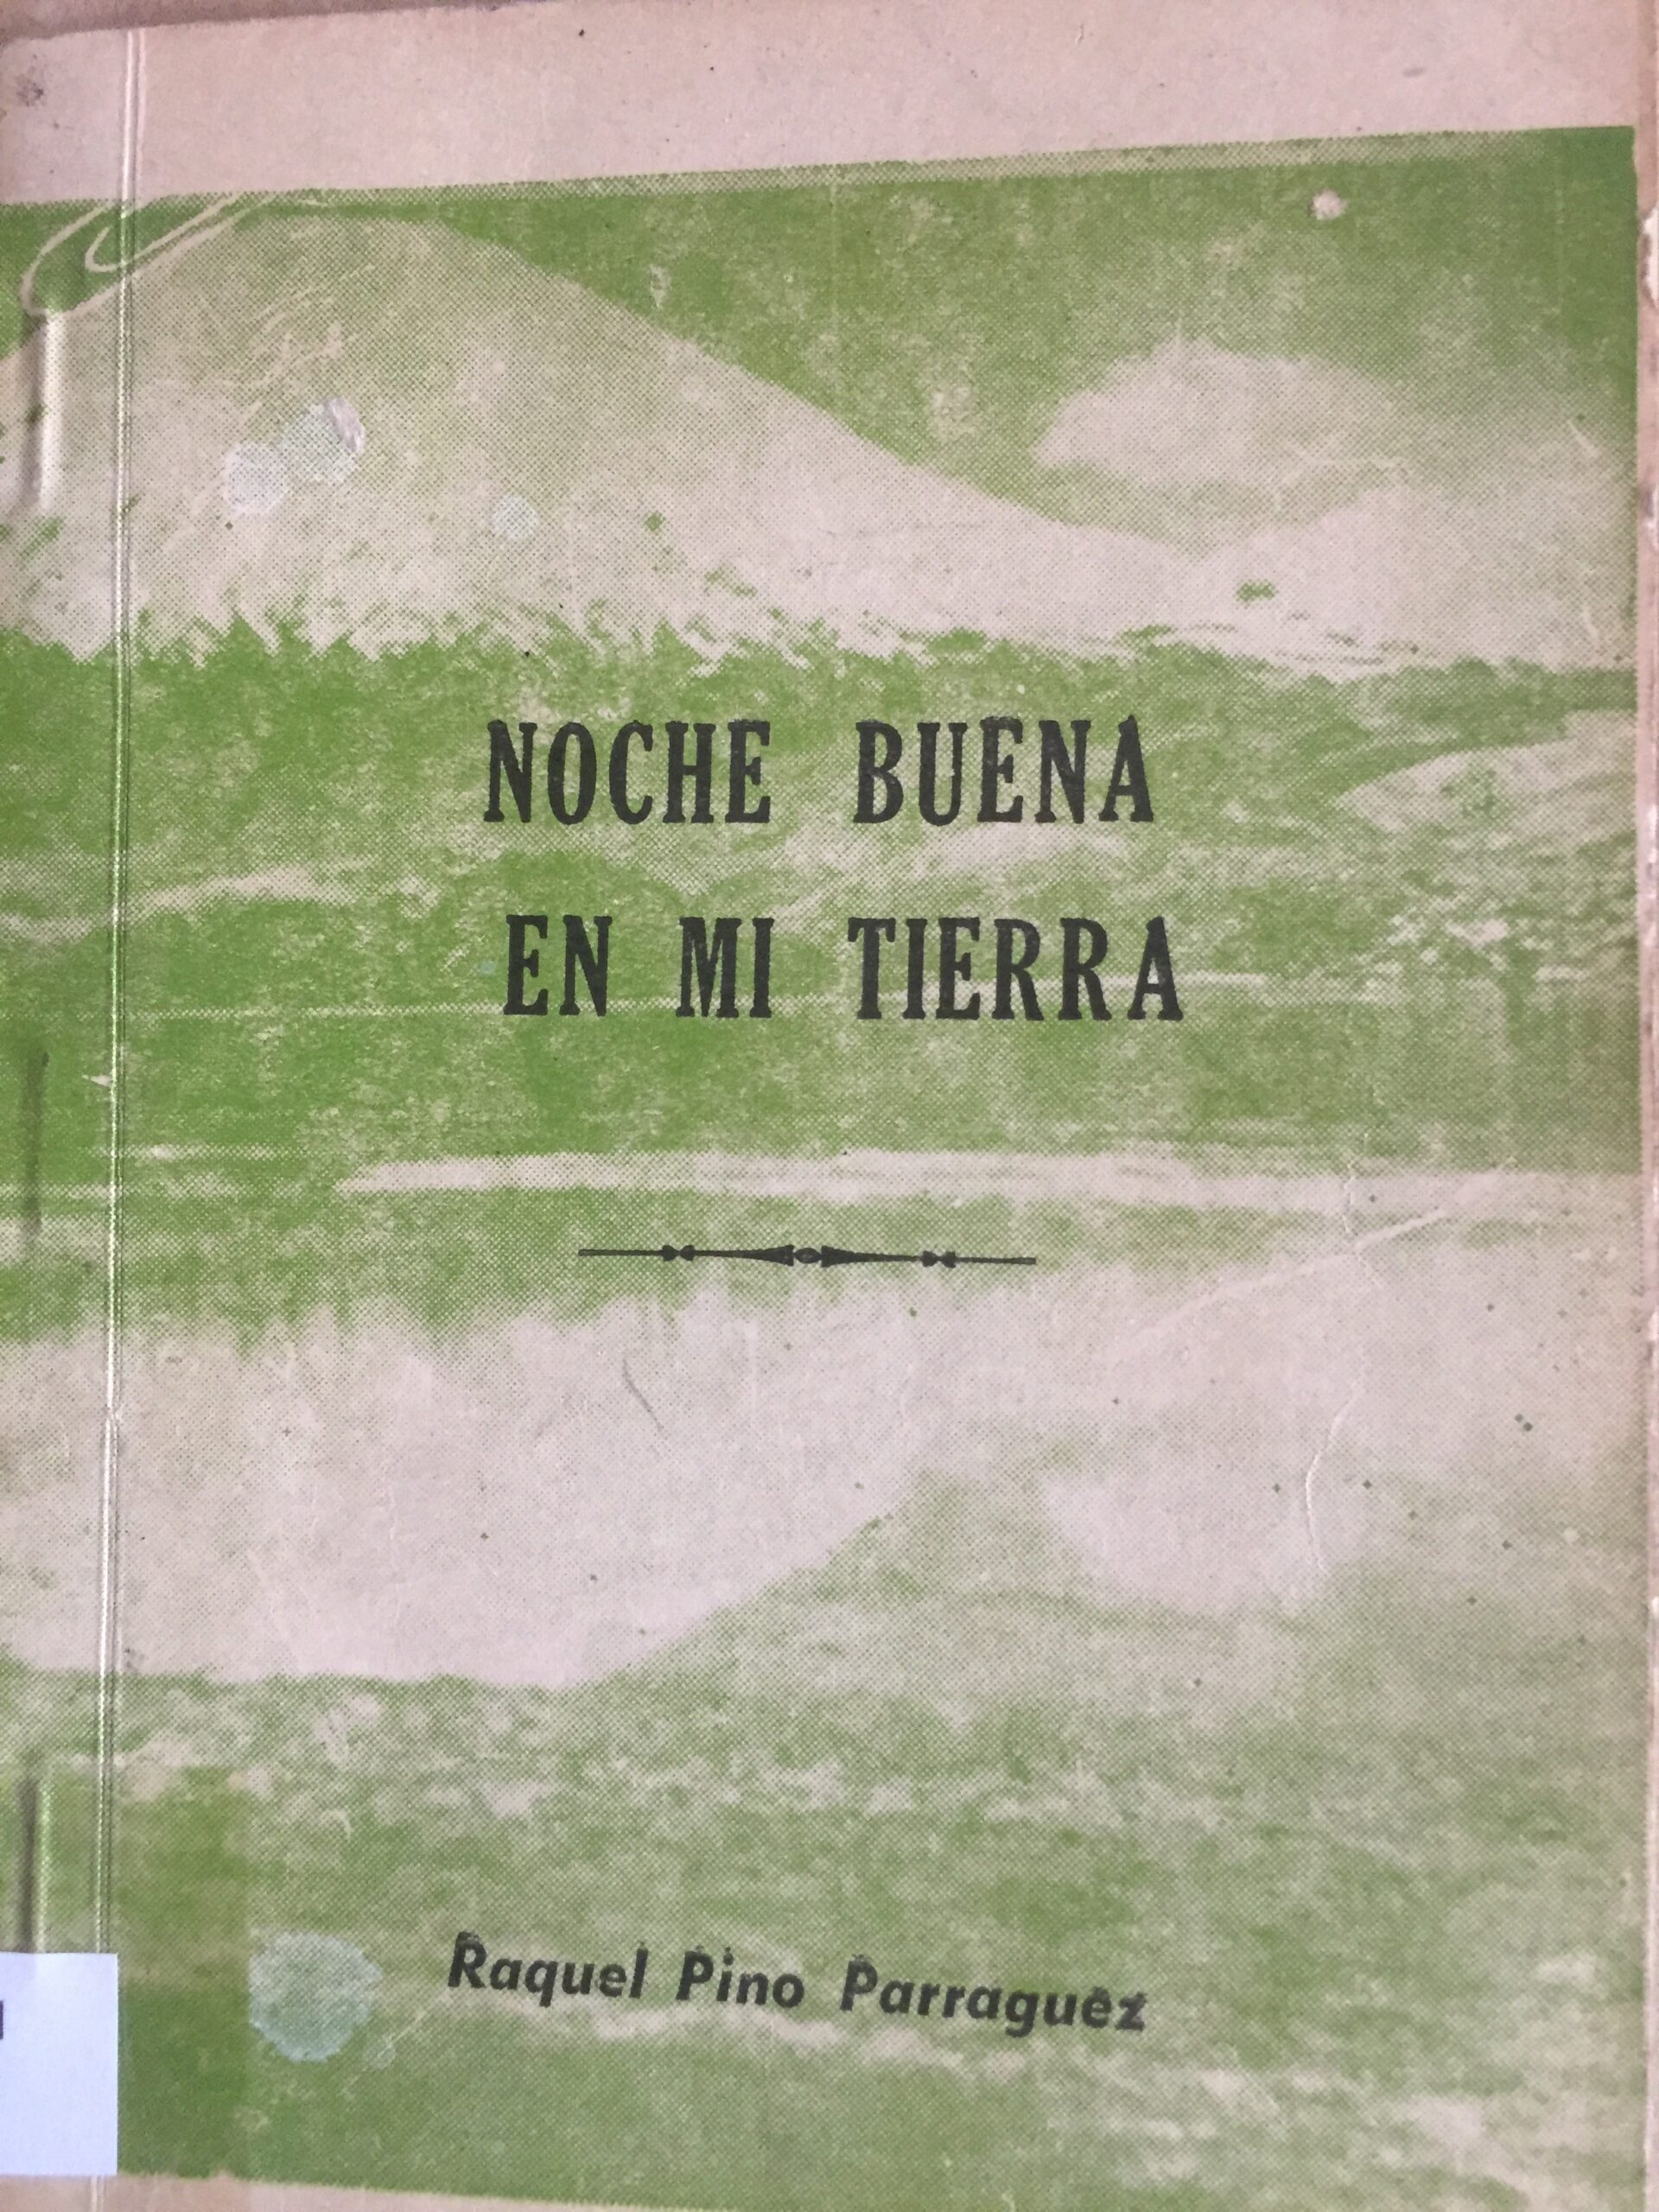 NOCHE BUENA
EN MI TIERRA
Raquel Pino Parraguez